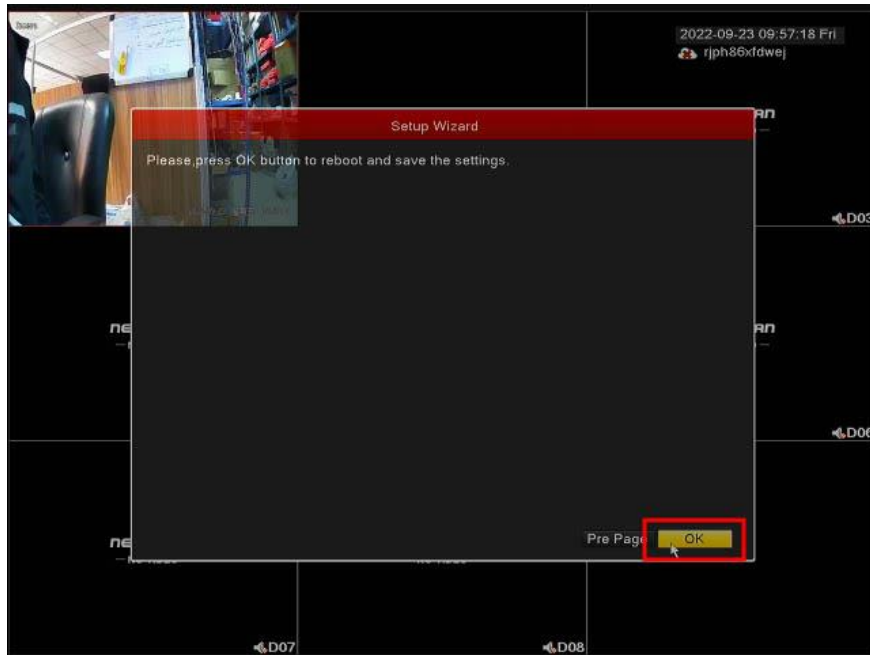 2022-09-23 09:57:18 Fri
rjph86xfdwej
Setup Wizard
Please,press OK button to reboot and save the settings.
D03
D06
Pre Page
OK
D07
D08